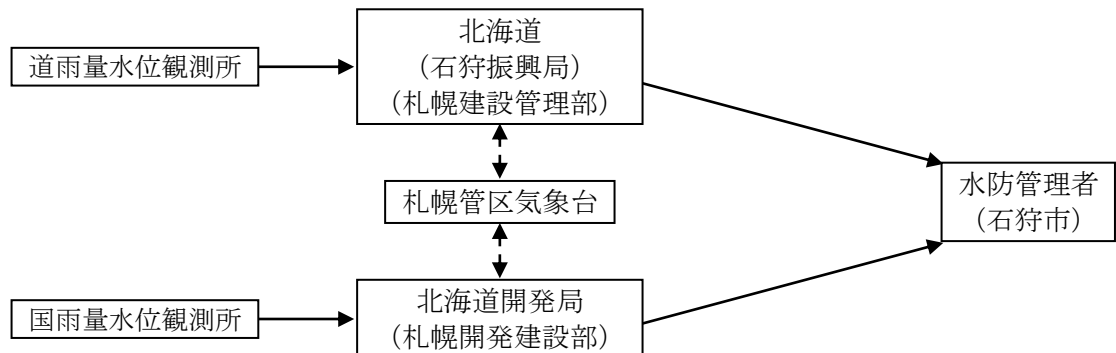 北海道
(石狩振興局)
(札幌建設管理部)
道雨量水位観測所
札幌管区気象台
水防管理者
(石狩市)
北海道開発局
(札幌開発建設部)
国雨量水位観測所